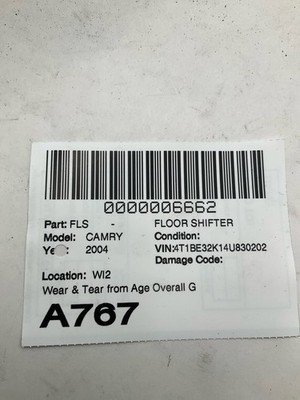 0000006662
Part: FLS - FLOOR SHIFTER
Model: CAMRY Condition:
2004 VIN:4T1BE32K14U830202
Damage Code:
Location: WI2
Wear & Tear from Age Overall G
A767